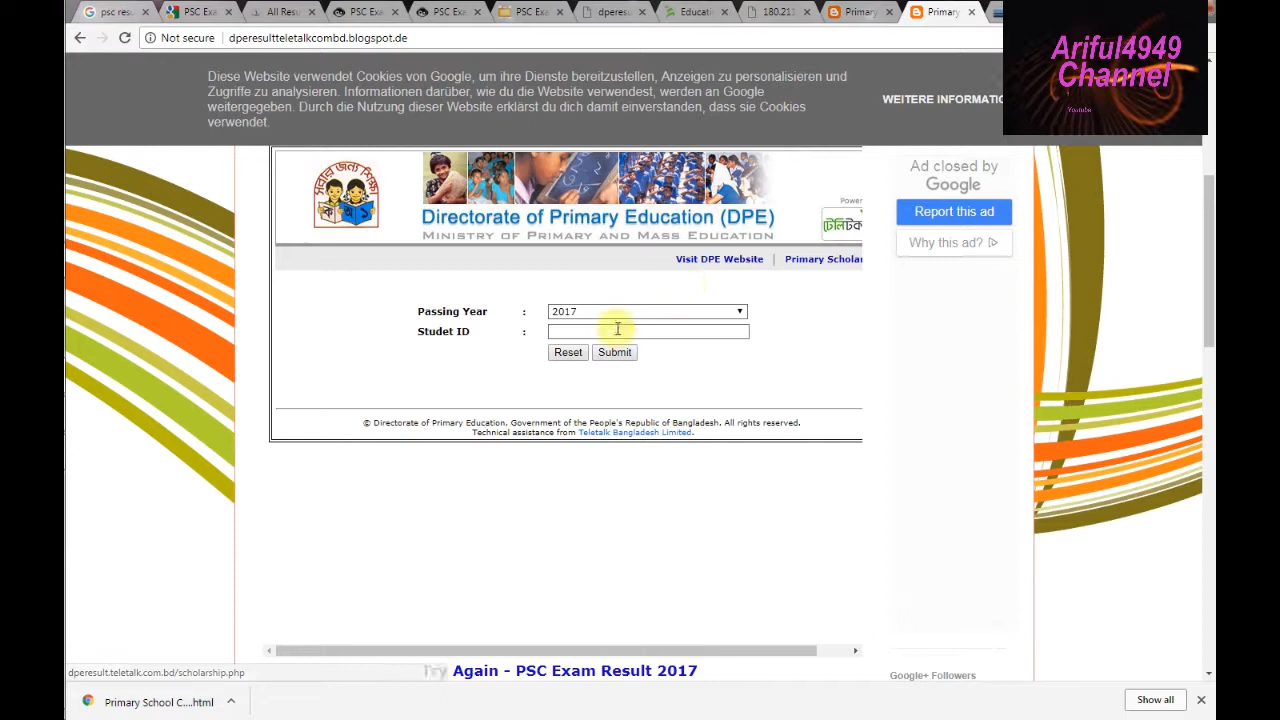 psc res
PSC Exa
All Resu
PSC Exa
PSC Exa
PSC Exa
dperesu
Educati
180.211
Primary
Primary
Not secure
dperesultteletalkcombd.blogspot.de
Ariful4949
Channel
Youtube
Diese Website verwendet Cookies von Google, um ihre Dienste bereitzustellen, Anzeigen zu personalisieren und
Zugriffe zu analysieren. Informationen darüber, wie du die Website verwendest, werden an Google
weitergegeben. Durch die Nutzung dieser Website erklärst du dich damit einverstanden, dass sie Cookies
verwendet.
WEITERE INFORMATIO
সবার জন্য শিক্ষা
ক অ ১
Directorate of Primary Education (DPE)
MINISTRY OF PRIMARY AND MASS EDUCATION
Power
টেলিটক
Ad closed by
Google
Report this ad
Why this ad?
Visit DPE Website | Primary Scholar
Passing Year : 2017
Studet ID :
Reset Submit
© Directorate of Primary Education, Government of the People's Republic of Bangladesh. All rights reserved.
Technical assistance from Teletalk Bangladesh Limited.
Try Again - PSC Exam Result 2017
Google+ Followers
dperesult.teletalk.com.bd/scholarship.php
Primary School C....html
Show all